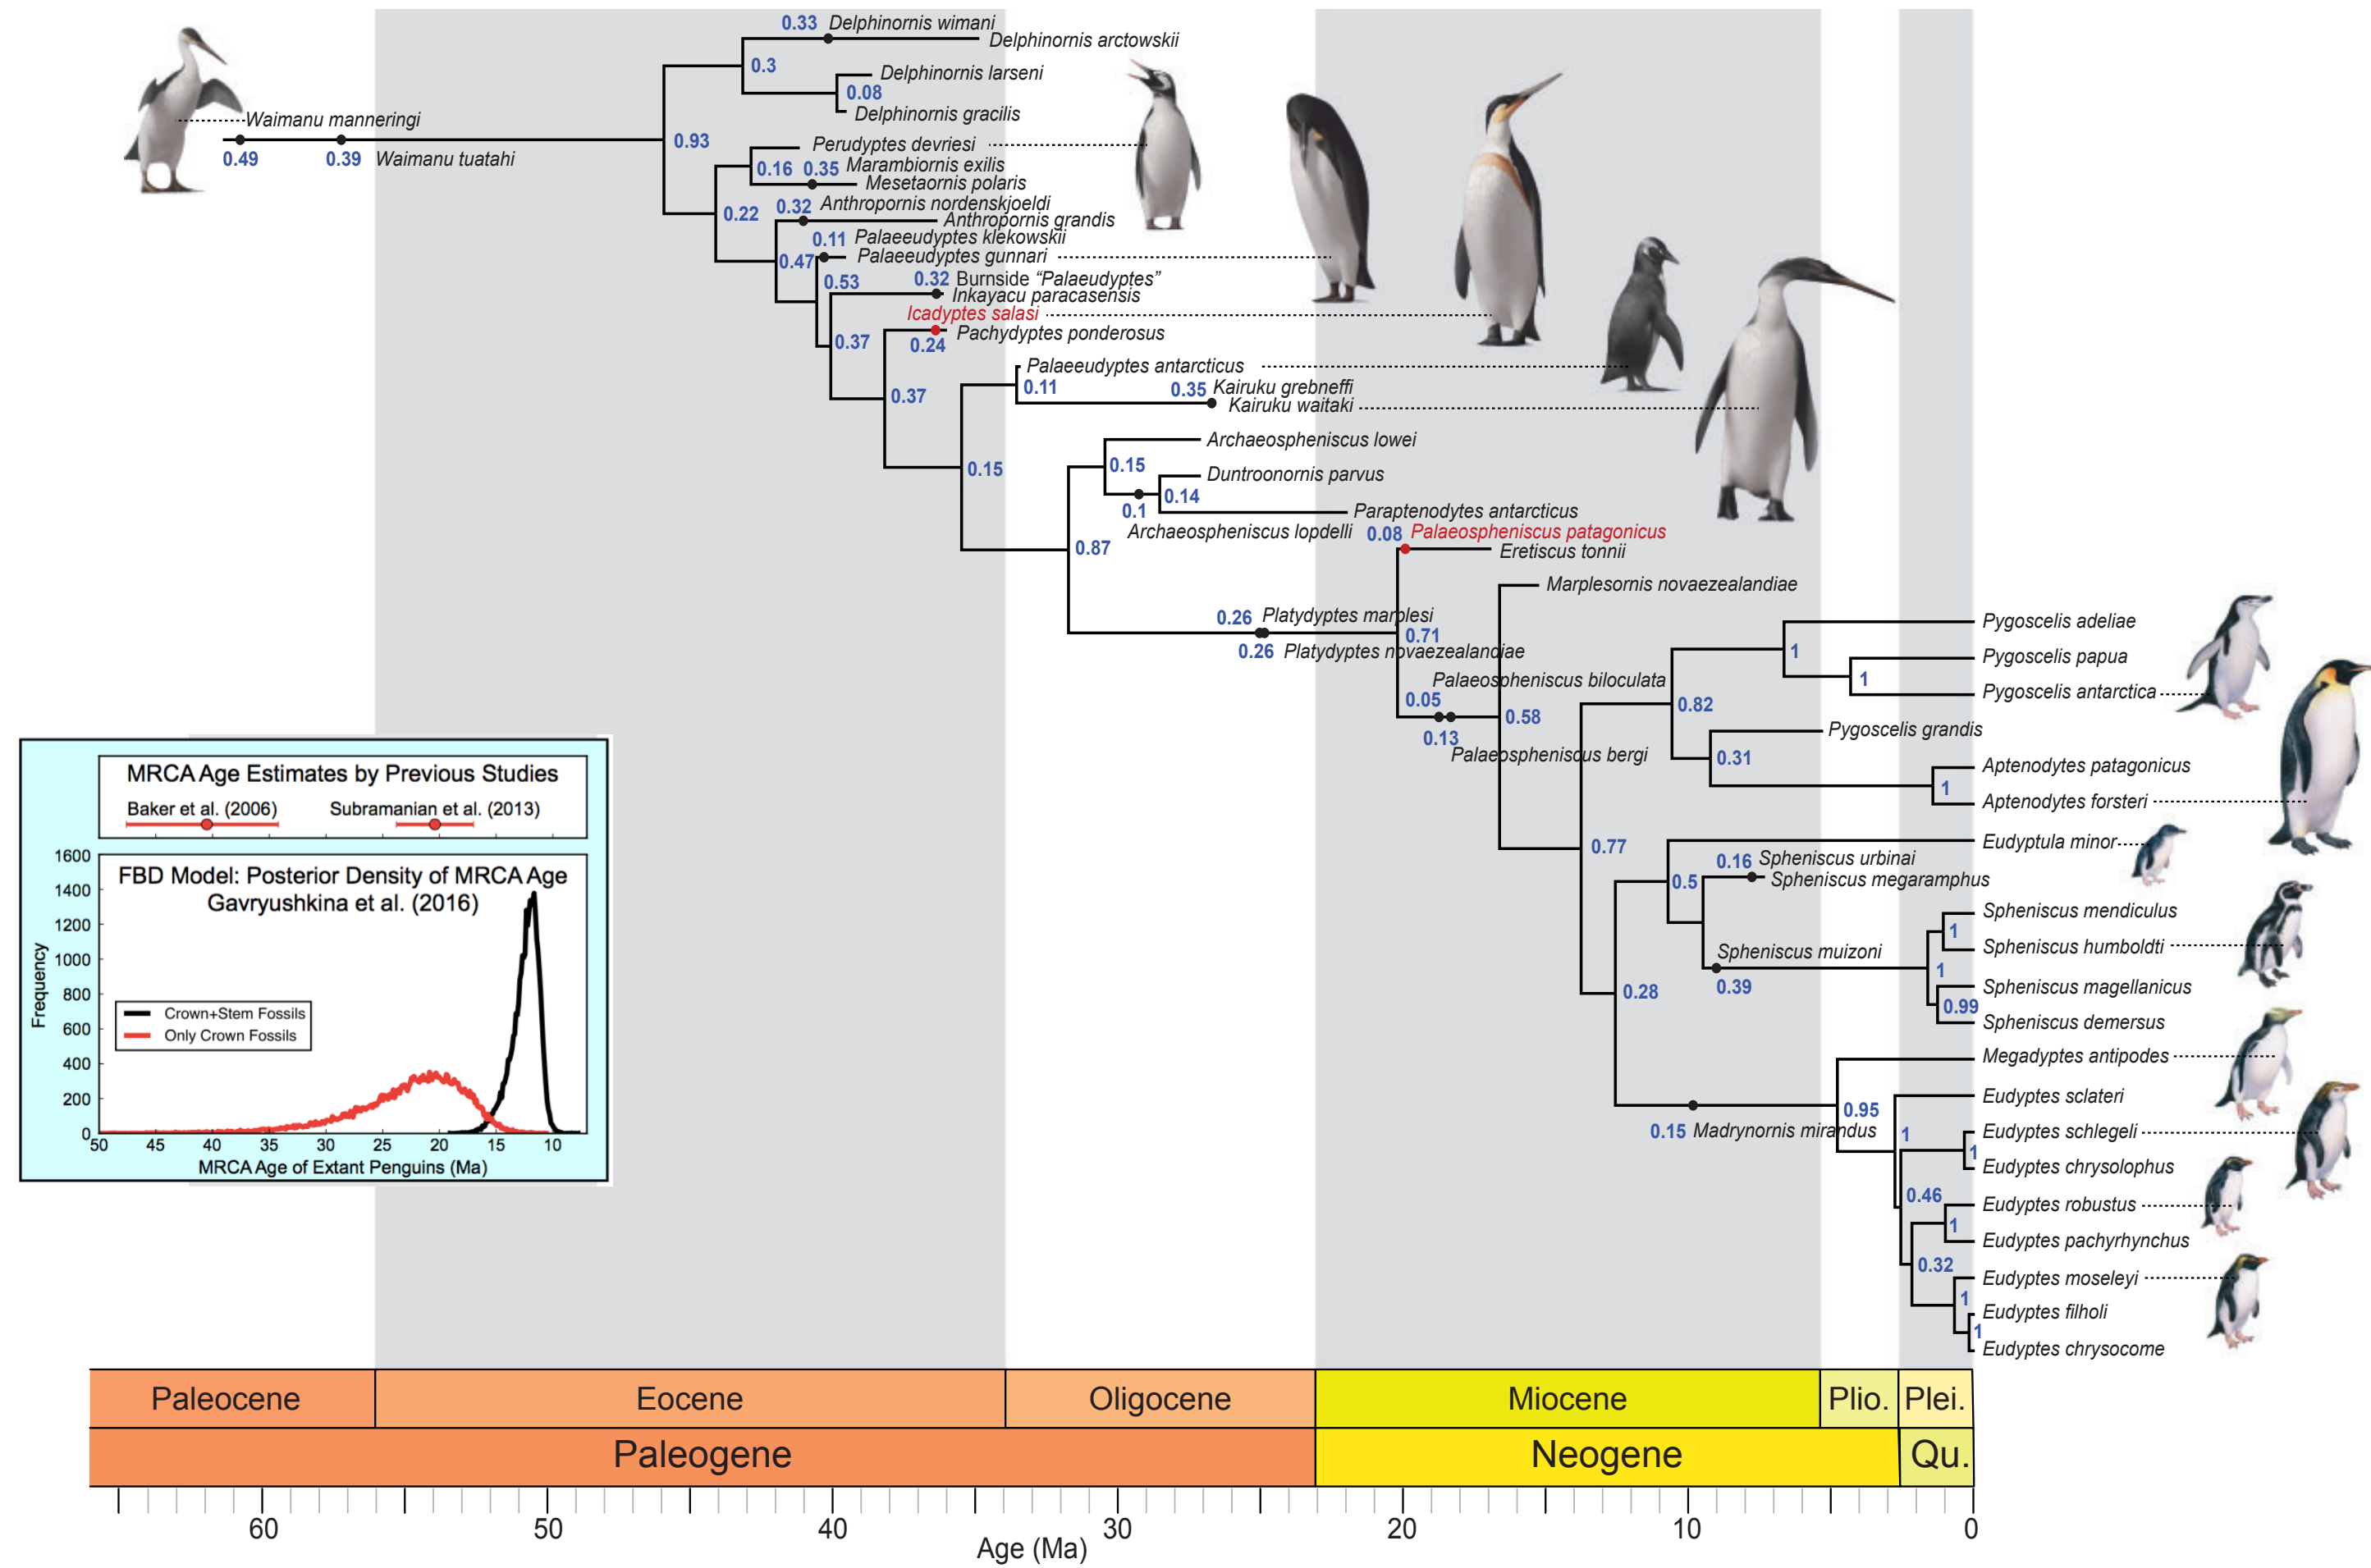 0.33 Delphinornis wimani
Delphinornis arctowskii
0.3
Delphinornis larseni
0.08
Delphinornis gracilis
Waimanu manneringi
0.93
0.49 0.39 Waimanu tuatahi
Perudyptes devriesi
0.16 0.35 Marambiornis exilis
Mesetaornis polaris
0.32 Anthropornis nordenskjoeldi
0.22
Anthropornis grandis
0.11 Palaeeudyptes klekowskii
0.47 Palaeeudyptes gunnari
0.53 0.32 Burnside “Palaeudyptes”
Inkayacu paracasensis
Icadyptes salasi
Pachydyptes ponderosus
0.37 0.24
Palaeeudyptes antarcticus
0.11 0.35 Kairuku grebneffi
0.37
Kairuku waitaki
Archaeospheniscus lowei
0.15 0.15
Duntroonornis parvus
0.14
0.1 Paraptenodytes antarcticus
Archaeospheniscus lopdelli 0.08 Palaeospheniscus patagonicus
0.87 Eretiscus tonnii
Marplesornis novaezealandiae
0.26 Platydyptes marplesi
0.71
0.26 Platydyptes novaezealandiae
Pygoscelis adeliae
1
Pygoscelis papua
Palaeospheniscus biloculata
1
Pygoscelis antarctica
0.05 0.58 0.82
0.13
Palaeospheniscus bergi
Pygoscelis grandis
0.31
Aptenodytes patagonicus
1
Aptenodytes forsteri
0.77
Eudyptula minor
0.16 Spheniscus urbinai
0.5 Spheniscus megaramphus
Spheniscus mendiculus
1
Spheniscus humboldti
Spheniscus muizoni
1
0.28 0.39
Spheniscus magellanicus
0.99
Spheniscus demersus
Megadyptes antipodes
0.95
Eudyptes sclateri
0.15 Madrynornis mirandus
1
Eudyptes schlegeli
1
Eudyptes chrysolophus
0.46
Eudyptes robustus
1
Eudyptes pachyrhynchus
0.32
Eudyptes moseleyi
1
Eudyptes filholi
1
Eudyptes chrysocome
MRCA Age Estimates by Previous Studies
Baker et al. (2006) Subramanian et al. (2013)
FBD Model: Posterior Density of MRCA Age
Gavryushkina et al. (2016)
Frequency
1600
1400
1200
1000
800
600
400
200
0
Crown+Stem Fossils
Only Crown Fossils
50 45 40 35 30 25 20 15 10
MRCA Age of Extant Penguins (Ma)
Paleocene Eocene Oligocene Miocene Plio. Plei.
Paleogene Neogene Qu.
60 50 40 30 20 10 0
Age (Ma)